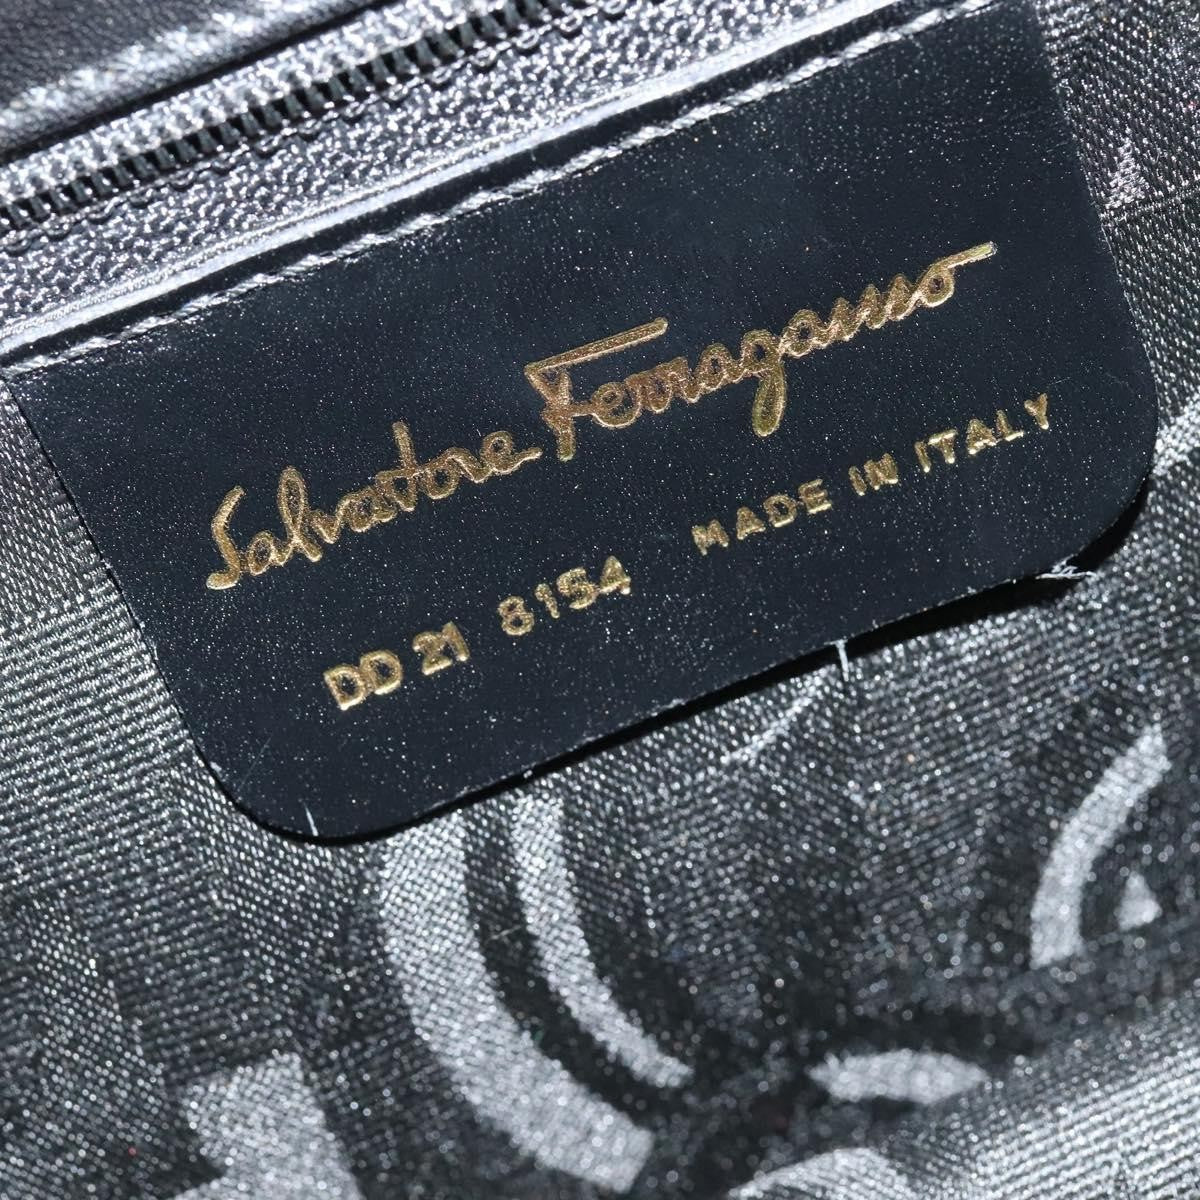 Salvatore Ferragamo
DD 21 8154 MADE IN ITALY